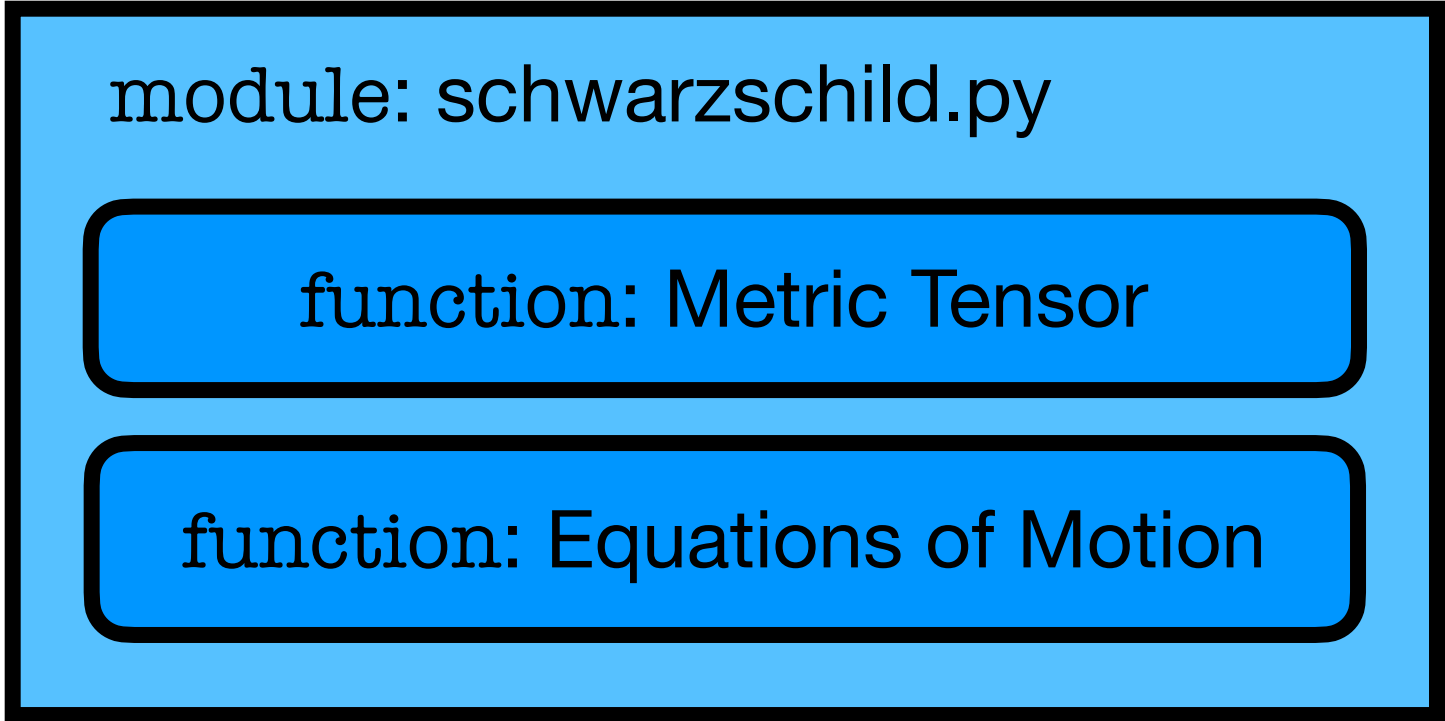 module: schwarzschild.py
function: Metric Tensor
function: Equations of Motion